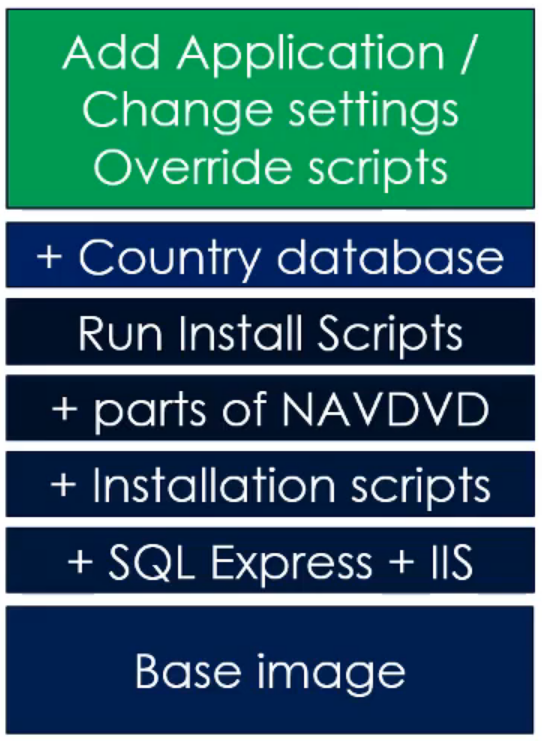 Add Application /
Change settings
Override scripts
+ Country database
Run Install Scripts
+ parts of NAVDVD
+ Installation scripts
+ SQL Express + IIS
Base image